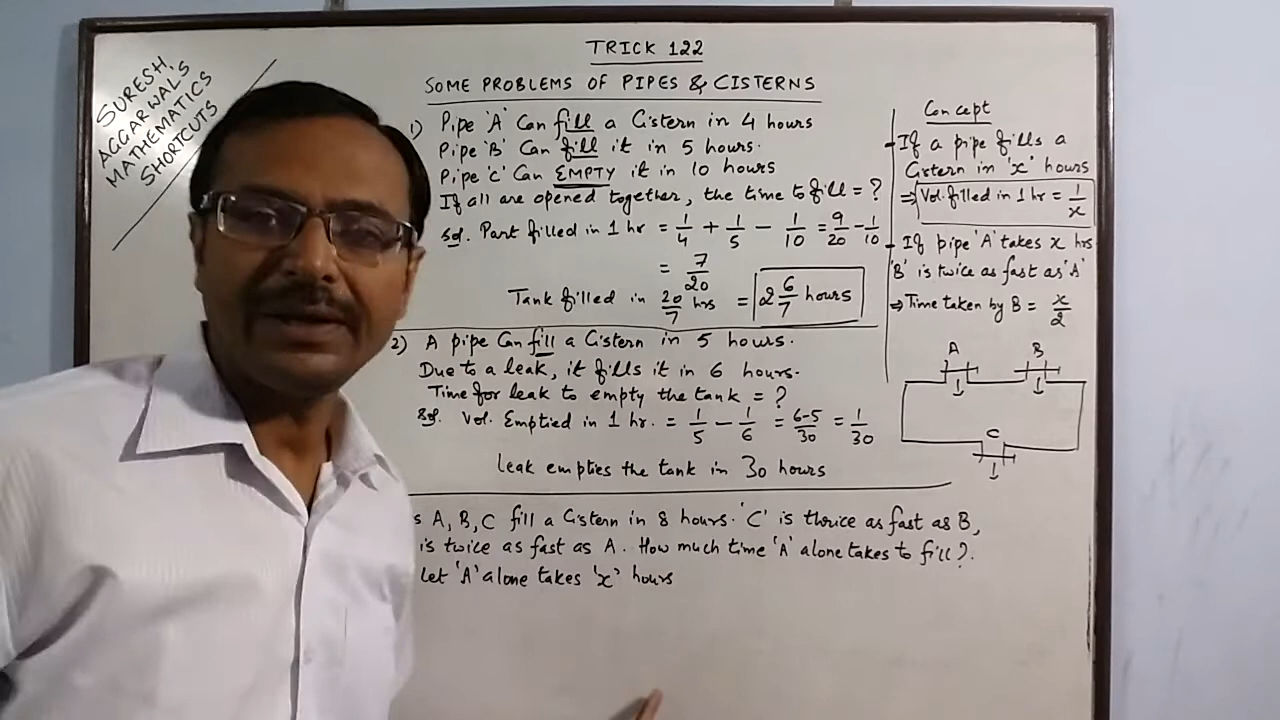 SURESH
AGGARWAL'S
MATHEMATICS
SHORTCUTS
TRICK 122
SOME PROBLEMS OF PIPES & CISTERNS
1) Pipe 'A' Can fill a Cistern in 4 hours
Pipe 'B' Can fill it in 5 hours.
Pipe 'C' Can EMPTY it in 10 hours
If all are opened together, the time to fill = ?
Sol. Part filled in 1 hr = 1/4 + 1/5 - 1/10 = 9/20 - 1/10
= 7/20
Tank filled in 20/7 hrs = 2 6/7 hours
2) A pipe Can fill a Cistern in 5 hours.
Due to a leak, it fills it in 6 hours.
Time for leak to empty the tank = ?
Sol. Vol. Emptied in 1 hr. = 1/5 - 1/6 = 6-5/30 = 1/30
Leak empties the tank in 30 hours
s A, B, C fill a Cistern in 8 hours. 'C' is thrice as fast as B,
is twice as fast as A. How much time 'A' alone takes to fill?
Let 'A' alone takes 'x' hours
Concept
- If a pipe fills a
Cistern in 'x' hours
⇒ Vol. filled in 1 hr = 1/x
- If pipe 'A' takes x hrs
'B' is twice as fast as 'A'
⇒ Time taken by B = x/2
A B
C